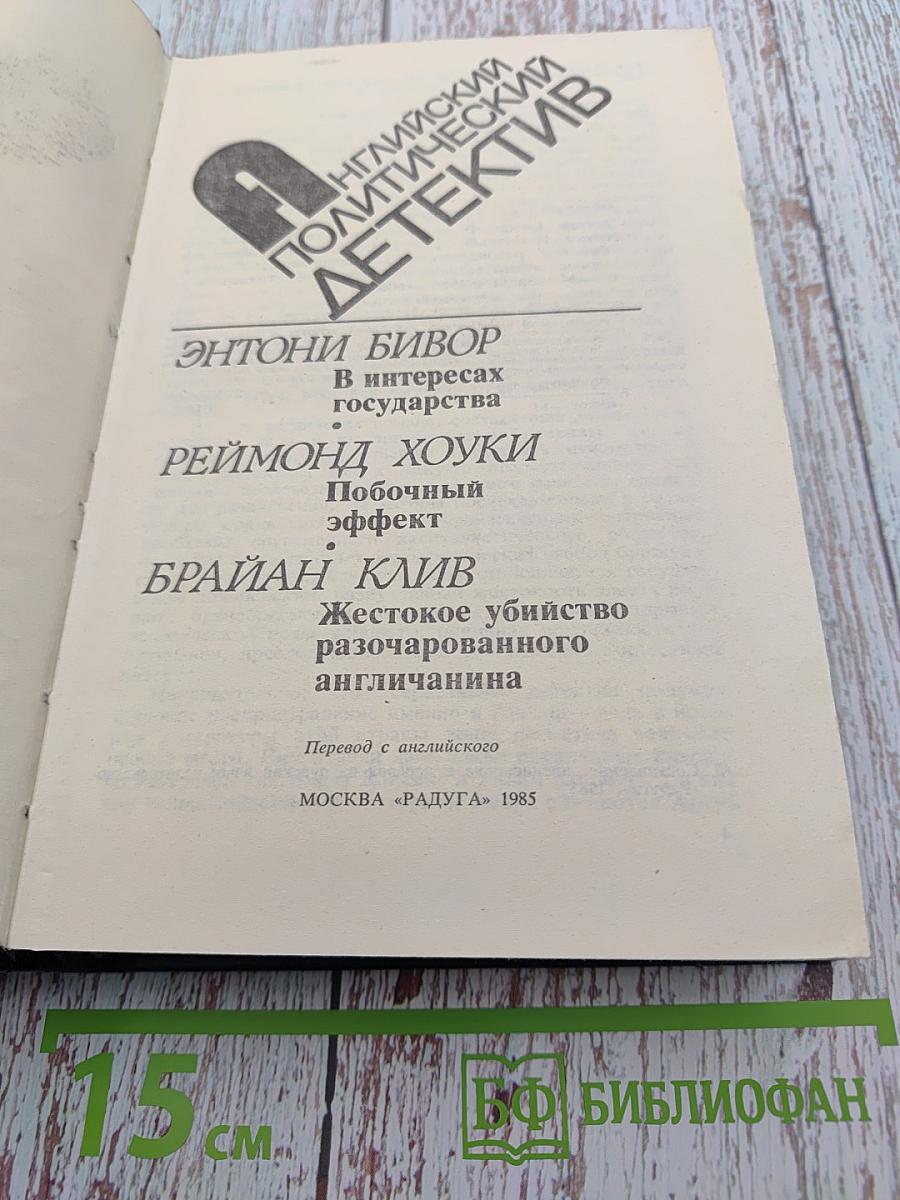 АНГЛИЙСКИЙ
ПОЛИТИЧЕСКИЙ
ДЕТЕКТИВ
ЭНТОНИ БИВОР
В интересах
государства
•
РЕЙМОНД ХОУКИ
Побочный
эффект
•
БРАЙАН КЛИВ
Жестокое убийство
разочарованного
англичанина
Перевод с английского
МОСКВА «РАДУГА» 1985
15 см
БФ БИБЛИОФАН